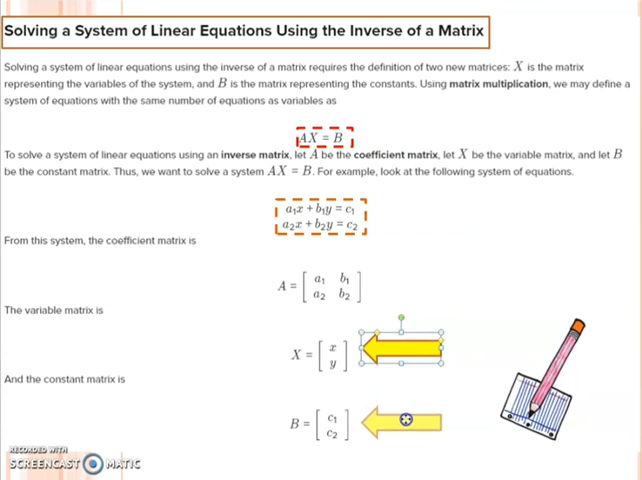 Solving a System of Linear Equations Using the Inverse of a Matrix
Solving a system of linear equations using the inverse of a matrix requires the definition of two new matrices: X is the matrix
representing the variables of the system, and B is the matrix representing the constants. Using matrix multiplication, we may define a
system of equations with the same number of equations as variables as
AX = B
To solve a system of linear equations using an inverse matrix, let A be the coefficient matrix, let X be the variable matrix, and let B
be the constant matrix. Thus, we want to solve a system AX = B. For example, look at the following system of equations.
a₁x + b₁y = c₁
a₂x + b₂y = c₂
From this system, the coefficient matrix is
A = [ a₁ b₁
a₂ b₂ ]
The variable matrix is
X = [ x
y ]
And the constant matrix is
B = [ c₁
c₂ ]
RECORDED WITH
SCREENCAST MATIC